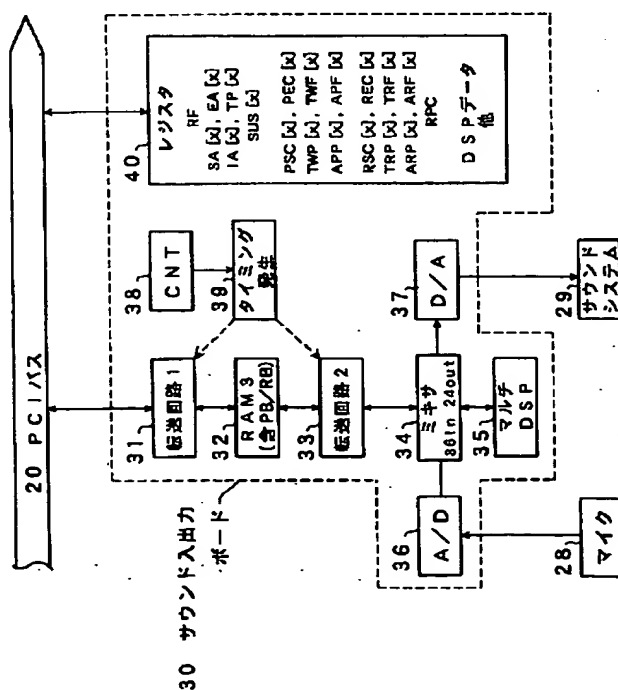 20 PCIバス
30 サウンド入出力
ボード
31
転送回路1
32
RAM3
(含PB/RB)
33
転送回路2
34
ミキサ
36in 24out
35
マルチ
DSP
36
A/D
28
マイク
38
CNT
39
タイミング
発生
37
D/A
29
サウンド
システム
40
レジスタ
RF
SA[x], EA[x]
IA[x], TP[x]
SUS[x]
PSC[x], PEC[x]
TWP[x], TWF[x]
APP[x], APF[x]
RSC[x], REC[x]
TRP[x], TRF[x]
ARP[x], ARF[x]
RPC
DSPデータ
他